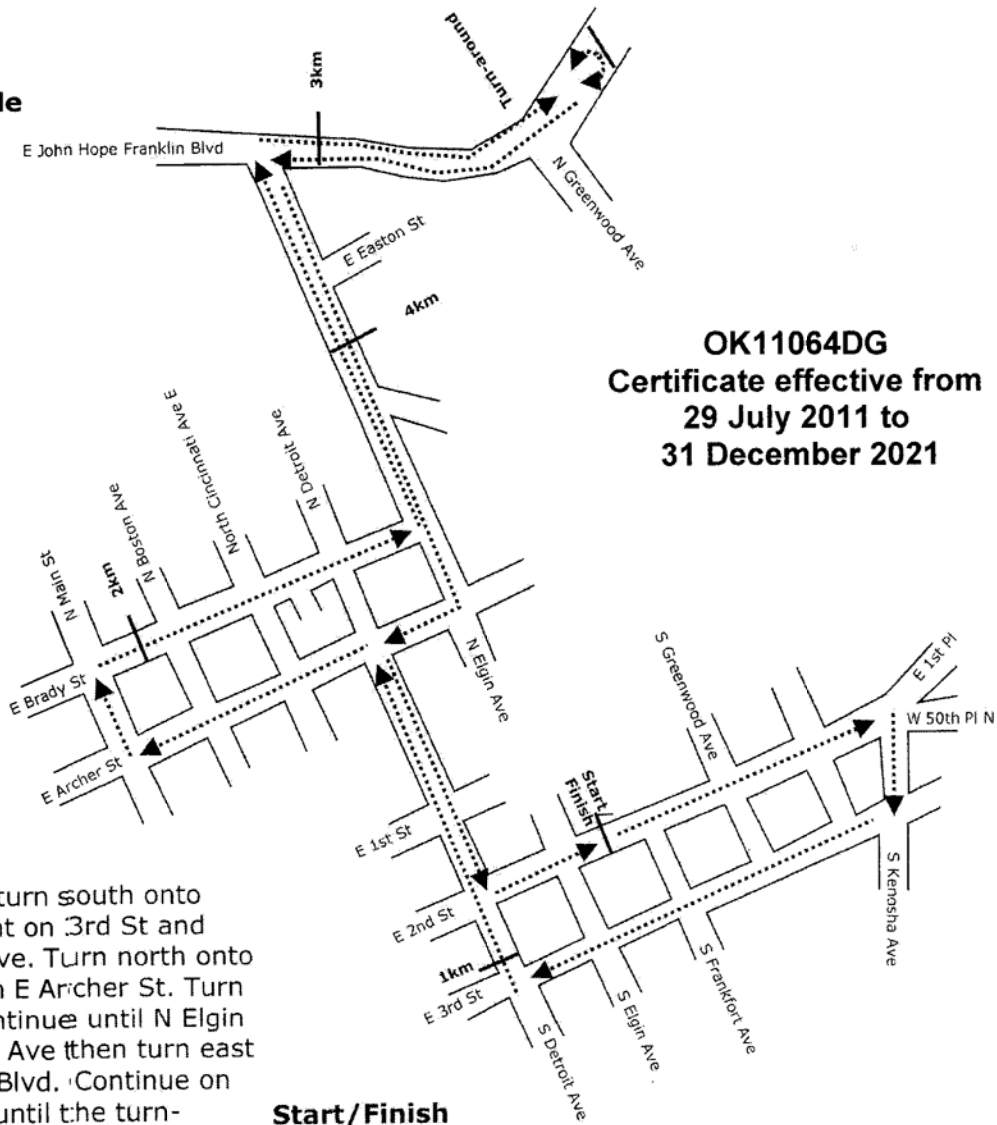 le
Turn-around
3km
E John Hope Franklin Blvd
N Greenwood Ave
E Easton St
4km
OK11064DG
Certificate effective from
29 July 2011 to
31 December 2021
North Cincinnati Ave E
N Detroit Ave
N Boston Ave
N Main St
2km
E Brady St
N Elgin Ave
S Greenwood Ave
E 1st Pl
W 50th Pl N
E Archer St
Start/
Finish
E 1st St
E 2nd St
S Kenosha Ave
1km
E 3rd St
S Frankfort Ave
S Elgin Ave
S Detroit Ave
turn south onto
nt on 3rd St and
ve. Turn north onto
n E Archer St. Turn
ntinue until N Elgin
Ave then turn east
Blvd. Continue on
until the turn-
Start/Finish